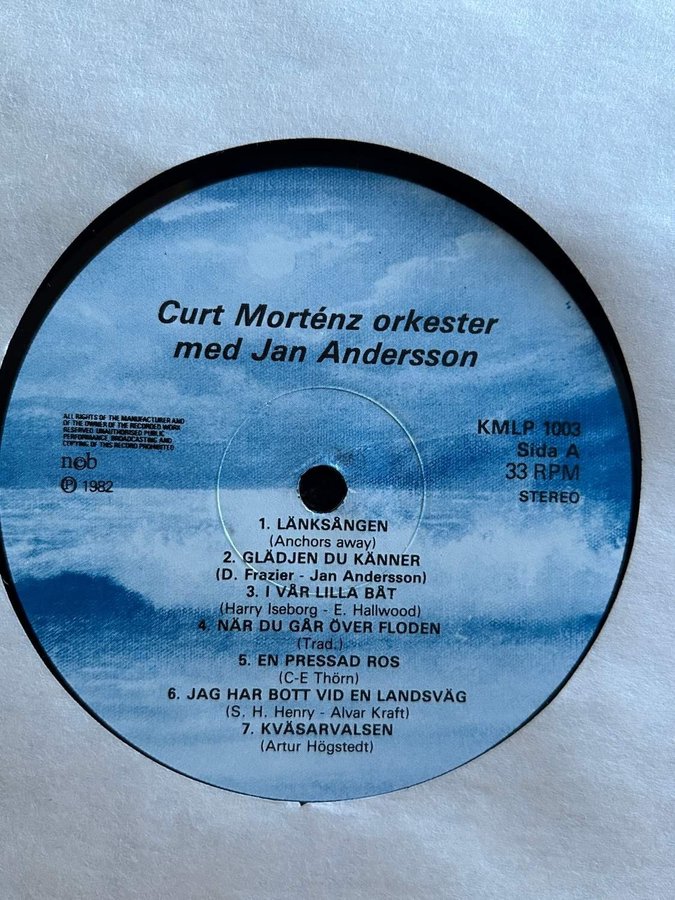 Curt Morténz orkester
med Jan Andersson
ALL RIGHTS OF THE MANUFACTURER AND
OF THE OWNER OF THE RECORDED WORK
RESERVED. UNAUTHORISED PUBLIC
PERFORMANCE, BROADCASTING AND
COPYING OF THIS RECORD PROHIBITED
ncb
℗ 1982
KMLP 1003
Sida A
33 RPM
STEREO
1. LÄNKSÅNGEN
(Anchors away)
2. GLÄDJEN DU KÄNNER
(D. Frazier - Jan Andersson)
3. I VÅR LILLA BÅT
(Harry Iseborg - E. Hallwood)
4. NÄR DU GÅR ÖVER FLODEN
(Trad.)
5. EN PRESSAD ROS
(C-E Thörn)
6. JAG HAR BOTT VID EN LANDSVÄG
(S. H. Henry - Alvar Kraft)
7. KVÄSARVALSEN
(Artur Högstedt)